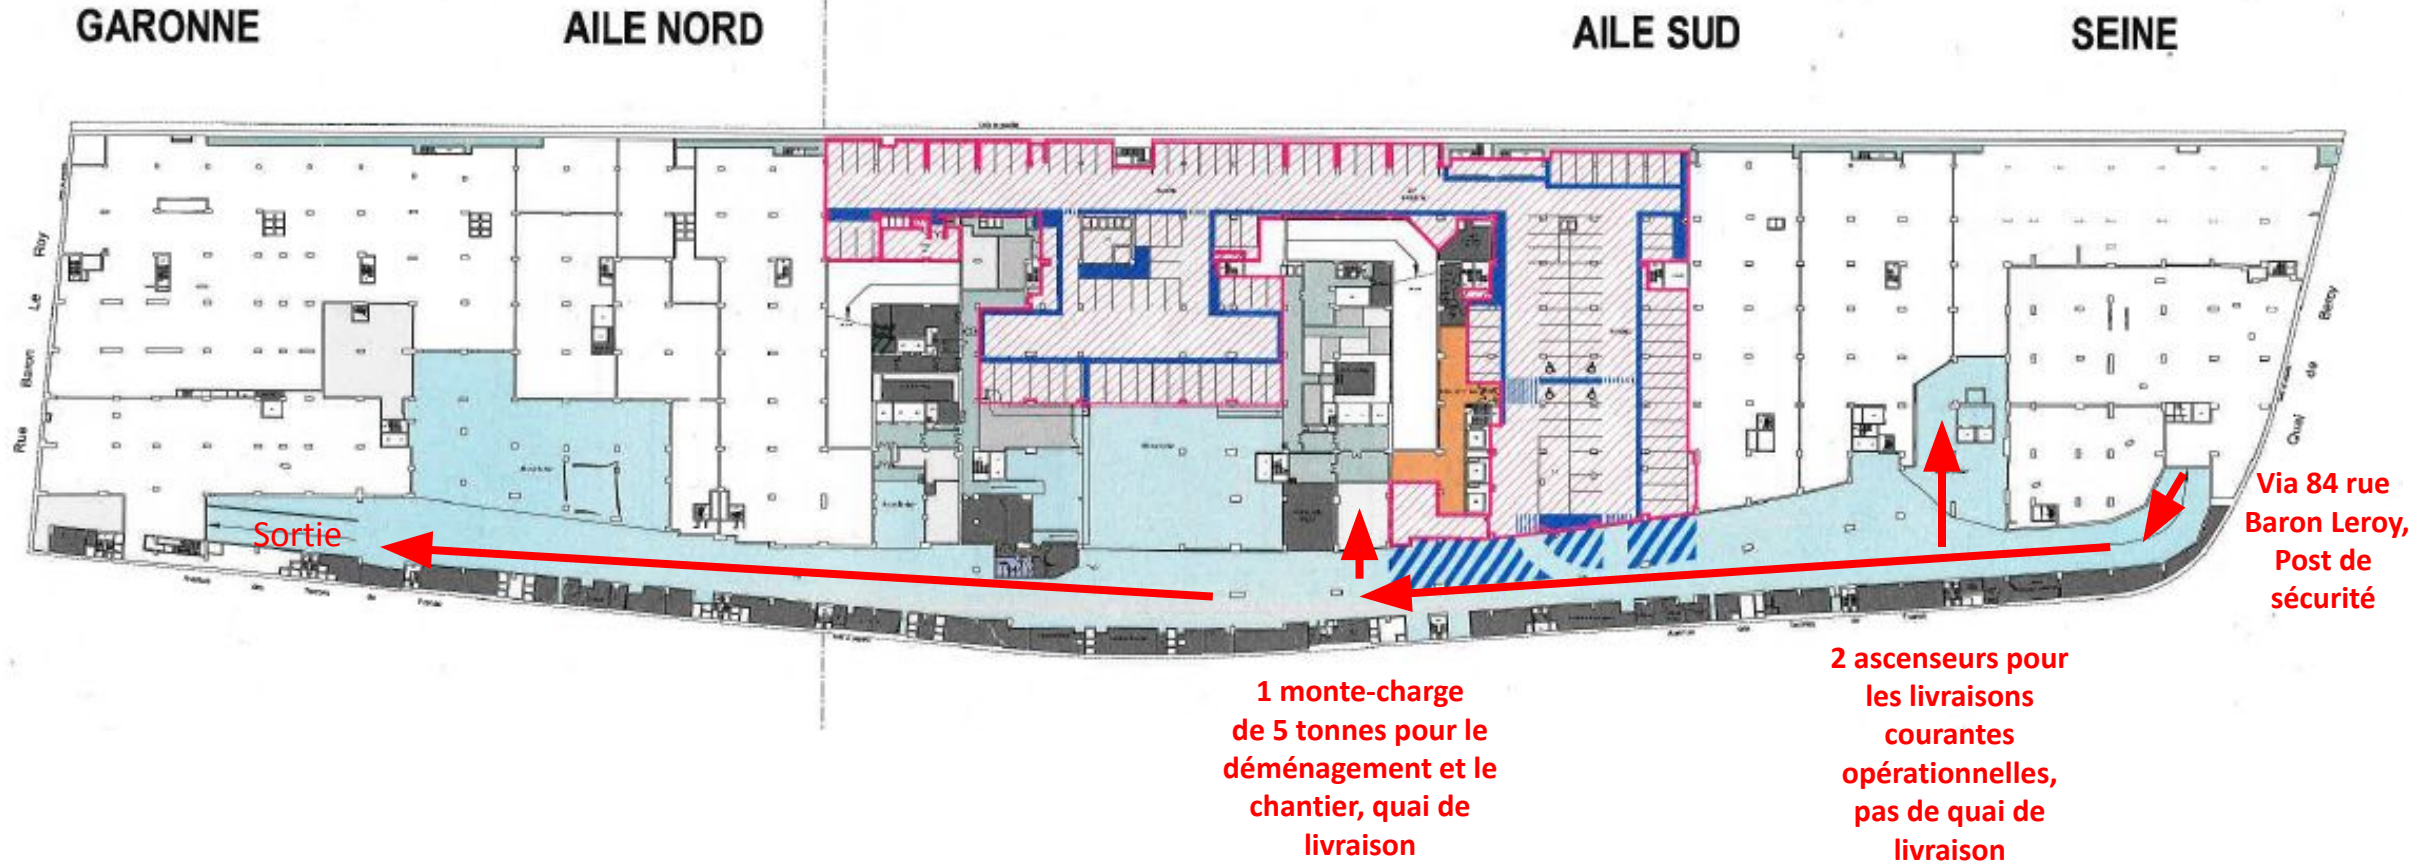 GARONNE
AILE NORD
AILE SUD
SEINE
Rue Baron Le Roy
Quai de Bercy
Sortie
Via 84 rue
Baron Leroy,
Post de
sécurité
1 monte-charge
de 5 tonnes pour le
déménagement et le
chantier, quai de
livraison
2 ascenseurs pour
les livraisons
courantes
opérationnelles,
pas de quai de
livraison